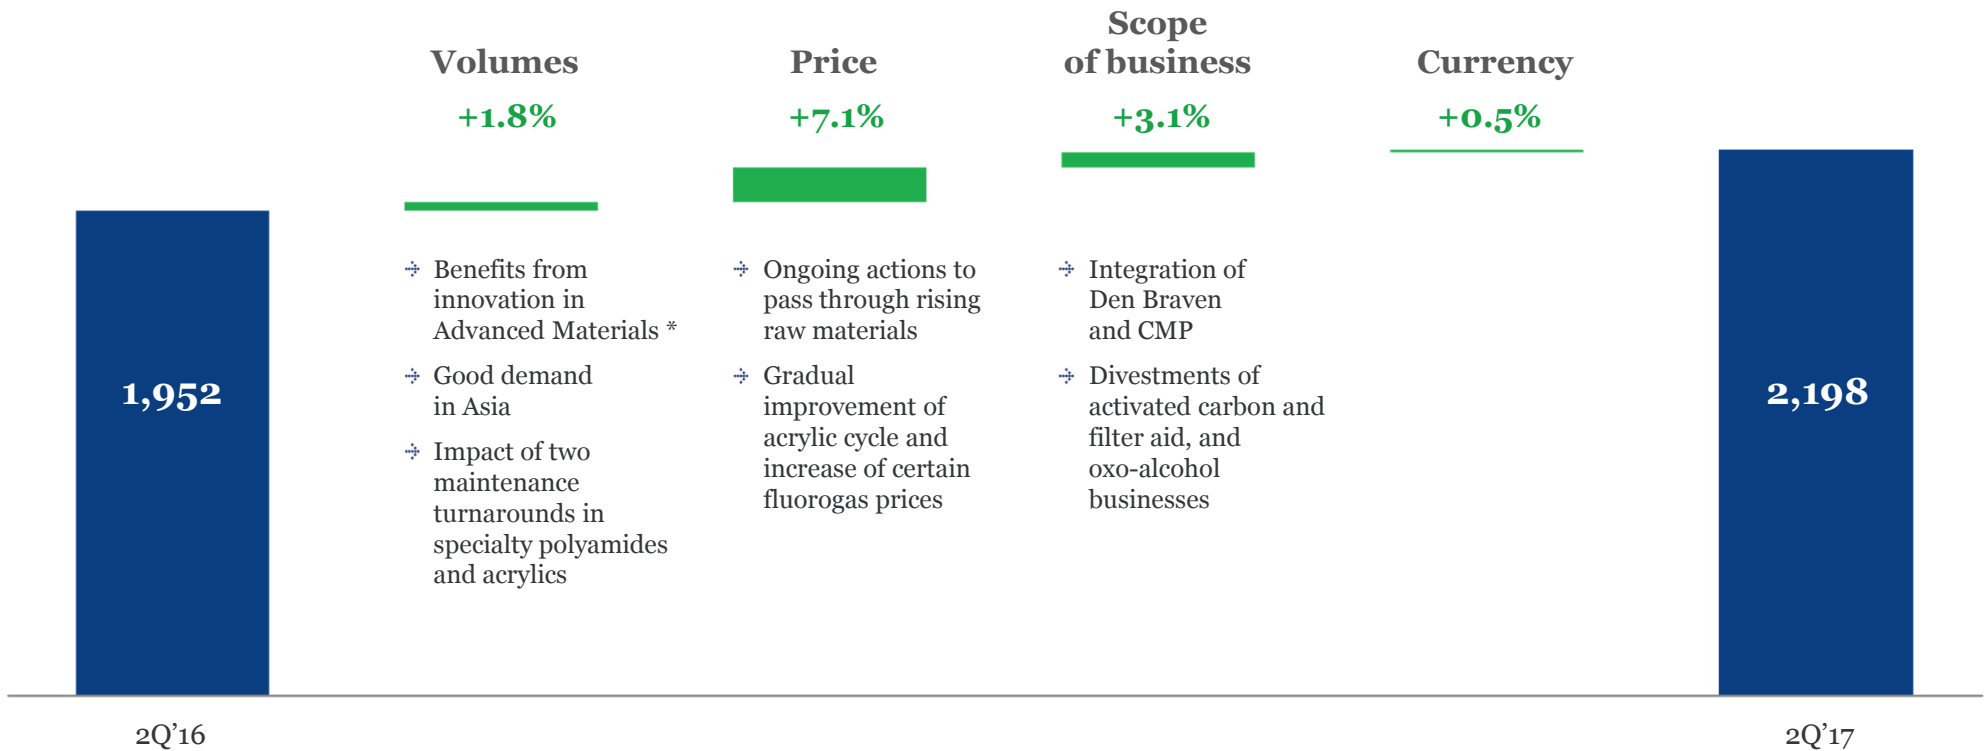 Volumes
+1.8%
Price
+7.1%
Scope
of business
+3.1%
Currency
+0.5%
1,952
Benefits from
innovation in
Advanced Materials *
Good demand
in Asia
Impact of two
maintenance
turnarounds in
specialty polyamides
and acrylics
Ongoing actions to
pass through rising
raw materials
Gradual
improvement of
acrylic cycle and
increase of certain
fluorogas prices
Integration of
Den Braven
and CMP
Divestments of
activated carbon and
filter aid, and
oxo-alcohol
businesses
2,198
2Q’16
2Q’17